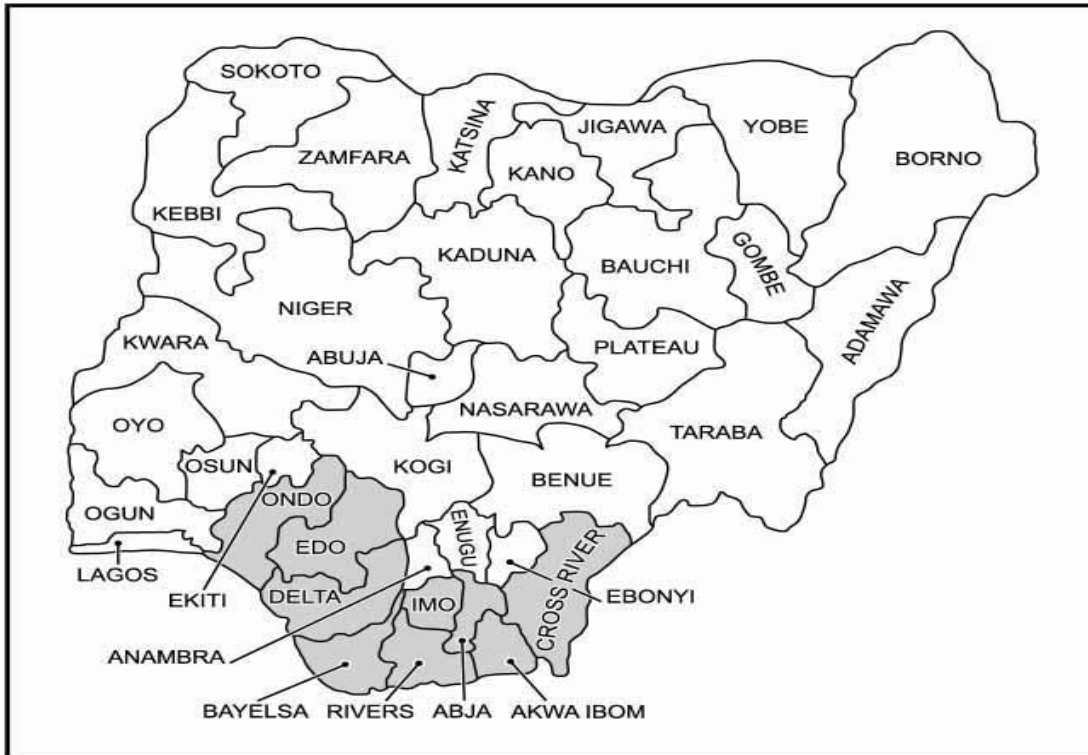 SOKOTO
KATSINA
JIGAWA
YOBE
BORNO
ZAMFARA
KANO
KEBBI
KADUNA
BAUCHI
GOMBE
ADAMAWA
NIGER
KWARA
ABUJA
PLATEAU
NASARAWA
TARABA
OYO
OSUN
KOGI
BENUE
OGUN
ONDO
ENUGU
EDO
CROSS RIVER
LAGOS
EKITI
DELTA
IMO
EBONYI
ANAMBRA
BAYELSA
RIVERS
ABJA
AKWA IBOM